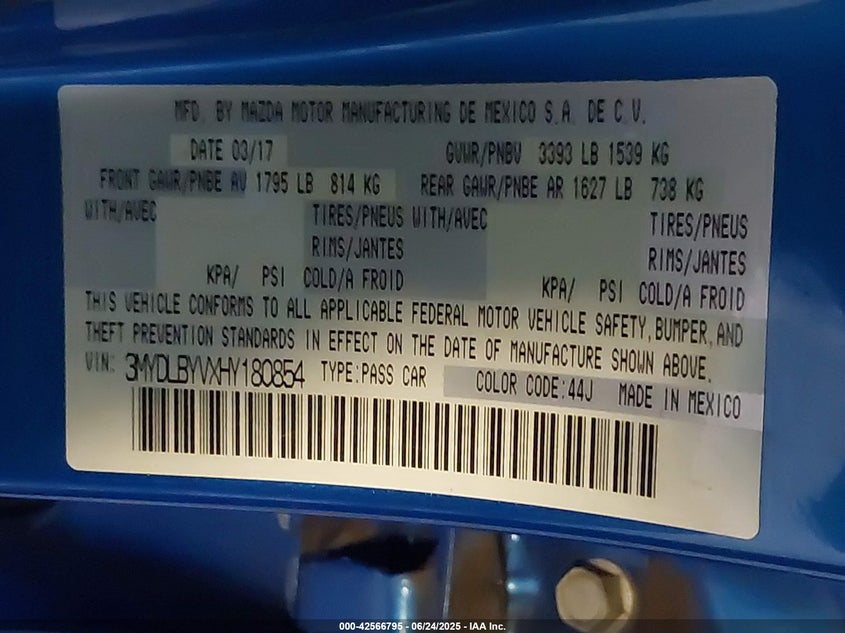 MFD. BY MAZDA MOTOR MANUFACTURING DE MEXICO S.A. DE C.V.
DATE 03/17 GVWR/PNBV 3393 LB 1539 KG
FRONT GAWR/PNBE AV 1795 LB 814 KG REAR GAWR/PNBE AR 1627 LB 738 KG
WITH/AVEC TIRES/PNEUS WITH/AVEC TIRES/PNEUS
RIMS/JANTES RIMS/JANTES
KPA/ PSI COLD/A FROID KPA/ PSI COLD/A FROID
THIS VEHICLE CONFORMS TO ALL APPLICABLE FEDERAL MOTOR VEHICLE SAFETY, BUMPER, AND
THEFT PREVENTION STANDARDS IN EFFECT ON THE DATE OF MANUFACTURE SHOWN ABOVE.
VIN: 3MYDLBYVXHY180854 TYPE:PASS CAR COLOR CODE:44J MADE IN MEXICO
000-42566795 - 06/24/2025 - IAA Inc.